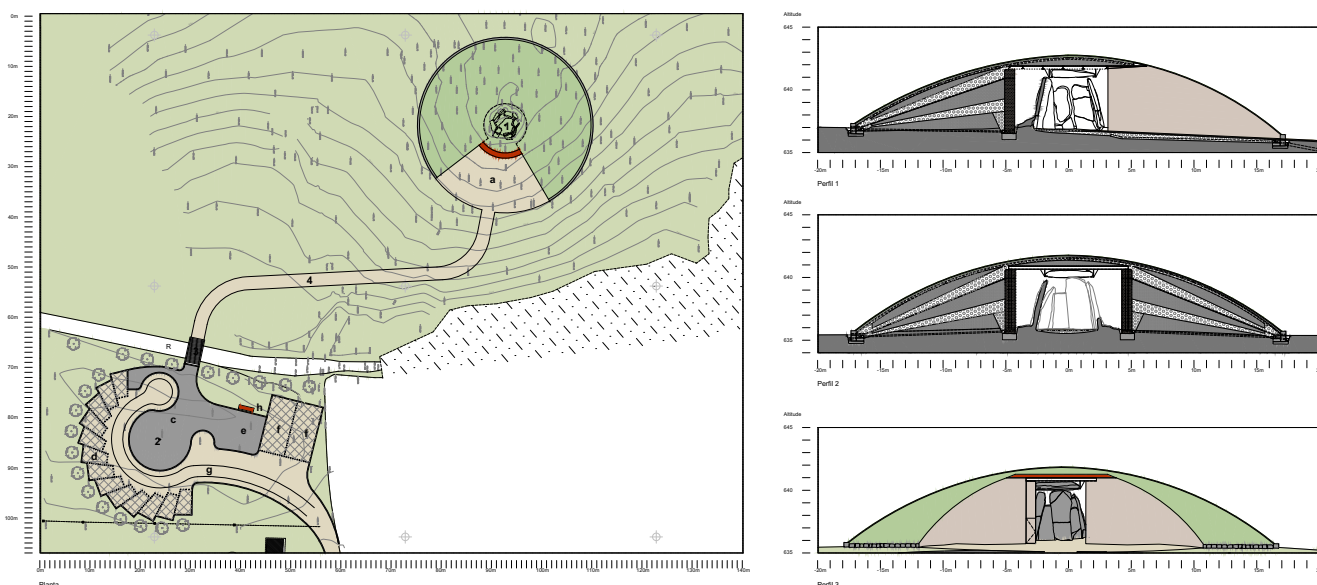 0m
10m
20m
30m
40m
50m
60m
70m
80m
90m
100m
1
a
4
R
h
c
2
e
f
f
d
g
0m
10m
20m
30m
40m
50m
60m
70m
80m
90m
100m
110m
120m
130m
140m
Planta
Altitude
645
640
635
-20m
-15m
-10m
-5m
0m
5m
10m
15m
Perfil 1
Altitude
645
640
635
-20m
-15m
-10m
-5m
0m
5m
10m
15m
Perfil 2
Altitude
645
640
635
-20m
-15m
-10m
-5m
0m
5m
10m
15m
Perfil 3